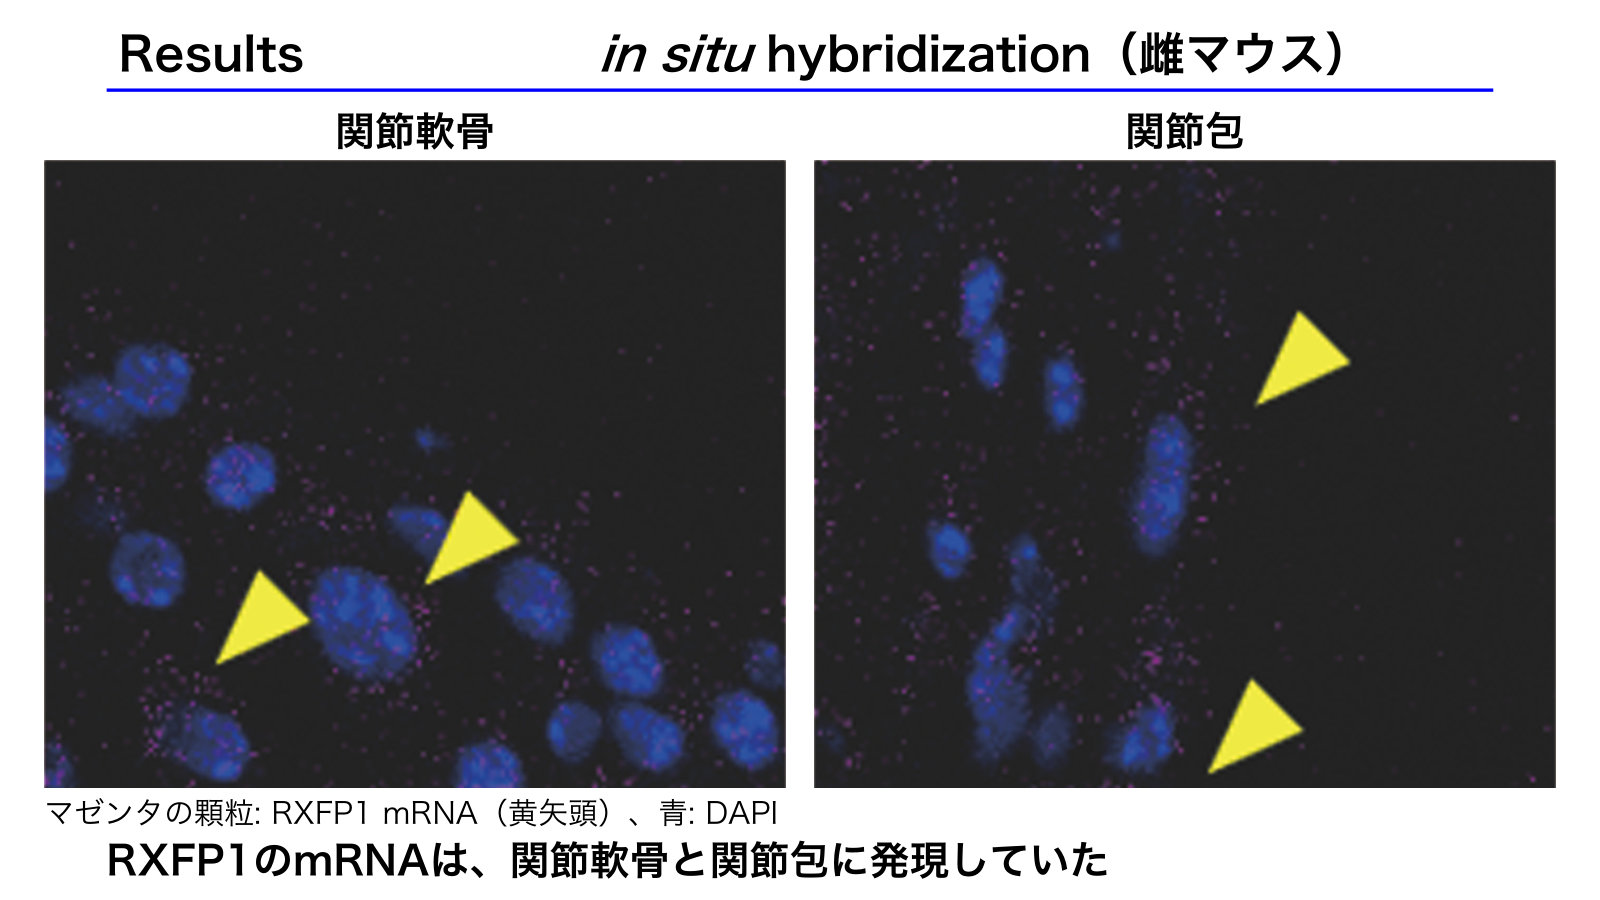 Results
in situ hybridization（雌マウス）
関節軟骨
関節包
マゼンタの顆粒: RXFP1 mRNA（黄矢頭）、青: DAPI
RXFP1のmRNAは、関節軟骨と関節包に発現していた